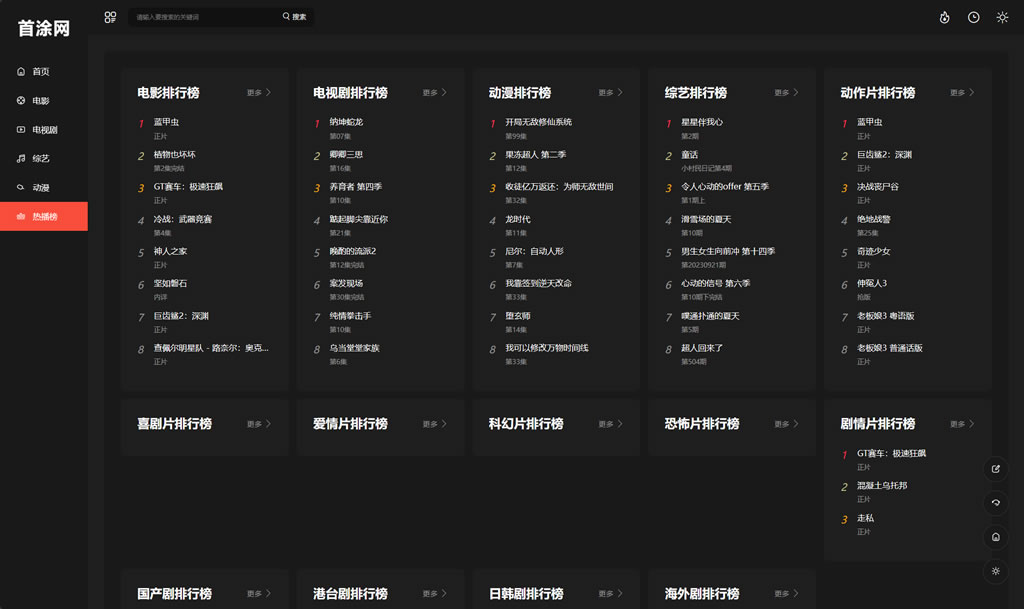 首涂网
请输入要搜索的关键词
搜索
首页
电影
电视剧
综艺
动漫
热播榜
电影排行榜
更多
1 蓝甲虫
正片
2 植物也坏坏
第2集完结
3 GT赛车：极速狂飙
正片
4 冷战：武器竞赛
第4集
5 神人之家
正片
6 坚如磐石
内详
7 巨齿鲨2：深渊
正片
8 查佩尔明星队 - 路奈尔：奥克...
正片
电视剧排行榜
更多
1 纳坤蛇龙
第07集
2 卿卿三思
第16集
3 养育者 第四季
第10集
4 踮起脚尖靠近你
第21集
5 晚酌的流派2
第12集完结
6 案发现场
第30集完结
7 纯情拳击手
第10集
8 乌当堂堂家族
第6集
动漫排行榜
更多
1 开局无敌修仙系统
第99集
2 果冻超人 第二季
第12集
3 收徒亿万返还：为师无敌世间
第32集
4 龙时代
第11集
5 尼尔：自动人形
第7集
6 我靠签到逆天改命
第33集
7 堕玄师
第14集
8 我可以修改万物时间线
第33集
综艺排行榜
更多
1 星星伴我心
第2期
2 童话
小村民日记第4期
3 令人心动的offer 第五季
第1期上
4 滑雪场的夏天
第10期
5 男生女生向前冲 第十四季
第20230921期
6 心动的信号 第六季
第10期下完结
7 噗通扑通的夏天
第5期
8 超人回来了
第504期
动作片排行榜
更多
1 蓝甲虫
正片
2 巨齿鲨2：深渊
正片
3 决战丧尸谷
正片
4 绝地战警
第25集
5 奇迹少女
正片
6 伸冤人3
抢版
7 老板娘3 粤语版
正片
8 老板娘3 普通话版
正片
喜剧片排行榜
更多
爱情片排行榜
更多
科幻片排行榜
更多
恐怖片排行榜
更多
剧情片排行榜
更多
1 GT赛车：极速狂飙
正片
2 混凝土乌托邦
正片
3 走私
正片
国产剧排行榜
更多
港台剧排行榜
更多
日韩剧排行榜
更多
海外剧排行榜
更多